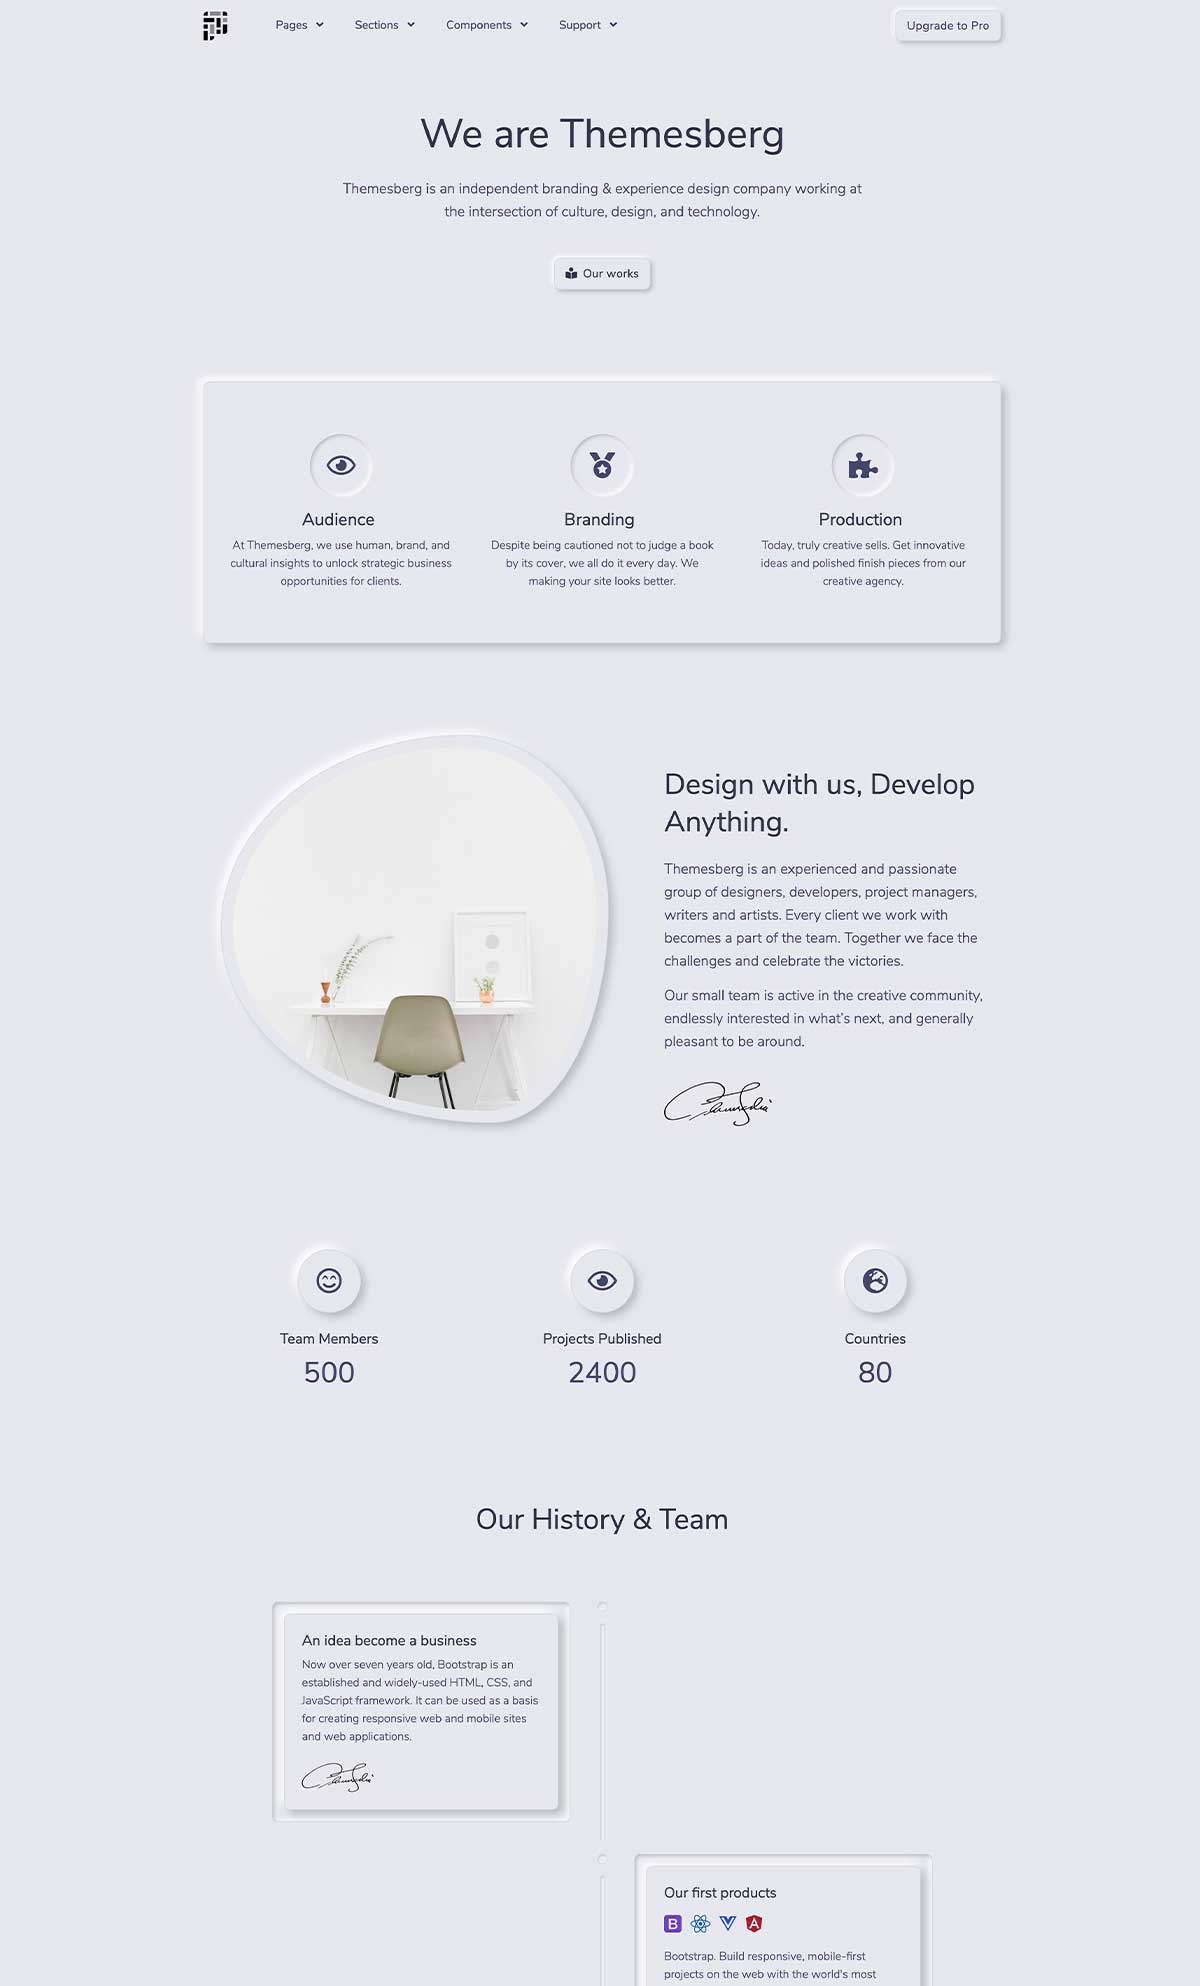 Pages
Sections
Components
Support
Upgrade to Pro
We are Themesberg
Themesberg is an independent branding & experience design company working at
the intersection of culture, design, and technology.
Our works
Audience
At Themesberg, we use human, brand, and
cultural insights to unlock strategic business
opportunities for clients.
Branding
Despite being cautioned not to judge a book
by its cover, we all do it every day. We
making your site looks better.
Production
Today, truly creative sells. Get innovative
ideas and polished finish pieces from our
creative agency.
Design with us, Develop
Anything.
Themesberg is an experienced and passionate
group of designers, developers, project managers,
writers and artists. Every client we work with
becomes a part of the team. Together we face the
challenges and celebrate the victories.
Our small team is active in the creative community,
endlessly interested in what's next, and generally
pleasant to be around.
Team Members
500
Projects Published
2400
Countries
80
Our History & Team
An idea become a business
Now over seven years old, Bootstrap is an
established and widely-used HTML, CSS, and
JavaScript framework. It can be used as a basis
for creating responsive web and mobile sites
and web applications.
Our first products
B
A
Bootstrap. Build responsive, mobile-first
projects on the web with the world's most